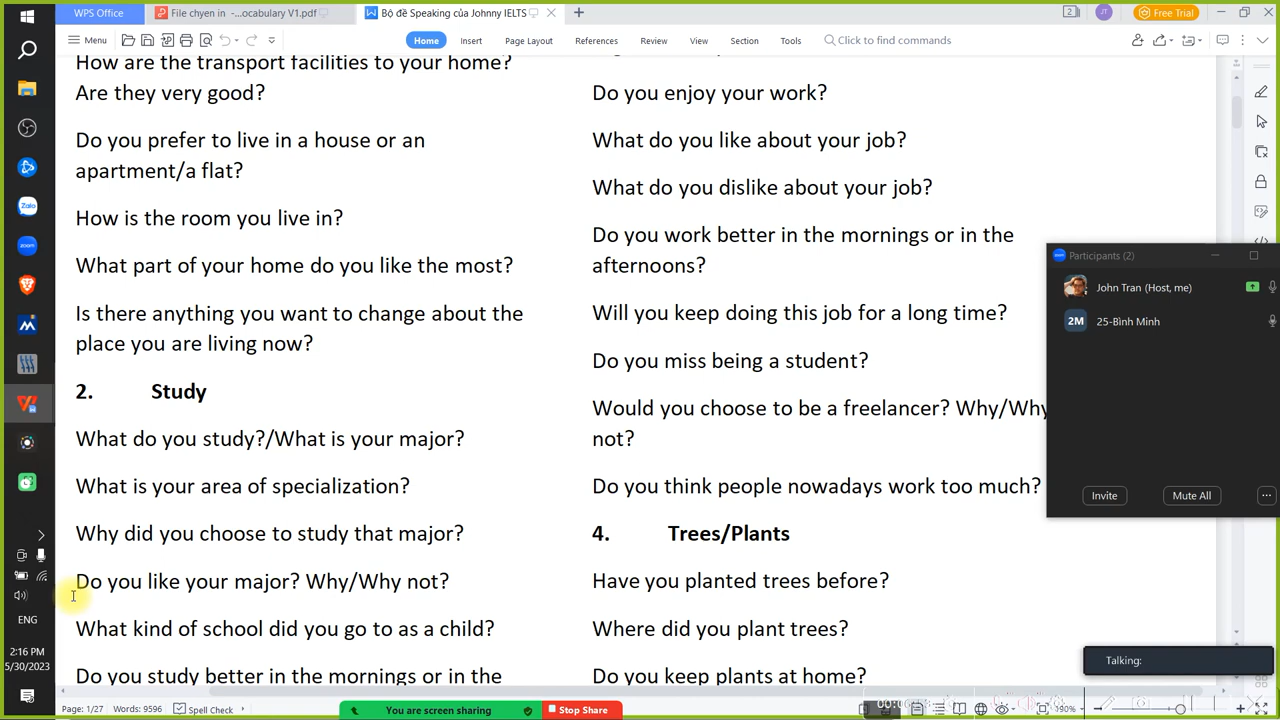 WPS Office
File chyen in -...ocabulary V1.pdf
Bộ đề Speaking của Johnny IELTS
2
JT
Free Trial
Menu
Home
Insert
Page Layout
References
Review
View
Section
Tools
Click to find commands
How are the transport facilities to your home?
Are they very good?
Do you prefer to live in a house or an
apartment/a flat?
How is the room you live in?
What part of your home do you like the most?
Is there anything you want to change about the
place you are living now?
2. Study
What do you study?/What is your major?
What is your area of specialization?
Why did you choose to study that major?
Do you like your major? Why/Why not?
What kind of school did you go to as a child?
Do you study better in the mornings or in the
Do you enjoy your work?
What do you like about your job?
What do you dislike about your job?
Do you work better in the mornings or in the
afternoons?
Will you keep doing this job for a long time?
Do you miss being a student?
Would you choose to be a freelancer? Why/Why
not?
Do you think people nowadays work too much?
4. Trees/Plants
Have you planted trees before?
Where did you plant trees?
Do you keep plants at home?
Participants (2)
John Tran (Host, me)
2M
25-Bình Minh
Invite
Mute All
Talking:
ENG
2:16 PM
5/30/2023
Page: 1/27
Words: 9596
Spell Check
You are screen sharing
Stop Share
190%